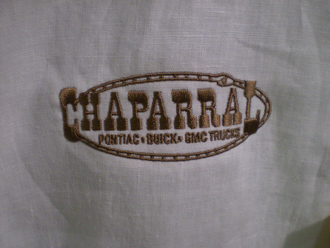 CHAPARRAL
PONTIAC • BUICK • GMC TRUCKS